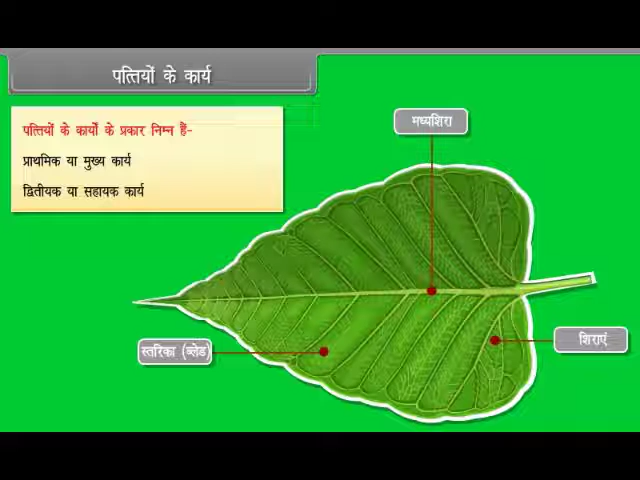 पत्तियों के कार्य
पत्तियों के कार्यों के प्रकार निम्न हैं-
प्राथमिक या मुख्य कार्य
द्वितीयक या सहायक कार्य
मध्यशिरा
स्तरिका (ब्लेड)
शिराएं